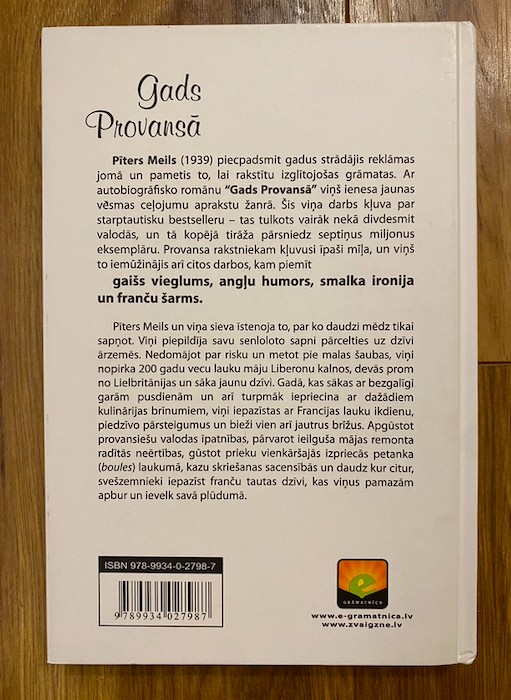 Gads
Provansā
Pīters Meils (1939) piecpadsmit gadus strādājis reklāmas
jomā un pametis to, lai rakstītu izglītojošas grāmatas. Ar
autobiogrāfisko romānu "Gads Provansā" viņš ienesa jaunas
vēsmas ceļojumu aprakstu žanrā. Šis viņa darbs kļuva par
starptautisku bestselleru – tas tulkots vairāk nekā divdesmit
valodās, un tā kopējā tirāža pārsniedz septiņus miljonus
eksemplāru. Provansa rakstniekam kļuvusi īpaši mīļa, un viņš
to iemūžinājis arī citos darbos, kam piemīt
gaišs vieglums, angļu humors, smalka ironija
un franču šarms.
Pīters Meils un viņa sieva īstenoja to, par ko daudzi mēdz tikai
sapņot. Viņi piepildīja savu senloloto sapni pārcelties uz dzīvi
ārzemēs. Nedomājot par risku un metot pie malas šaubas, viņi
nopirka 200 gadu vecu lauku māju Liberonu kalnos, devās prom
no Lielbritānijas un sāka jaunu dzīvi. Gadā, kas sākas ar bezgalīgi
garām pusdienām un arī turpmāk iepriecina ar dažādiem
kulinārijas brīnumiem, viņi iepazīstas ar Francijas lauku ikdienu,
piedzīvo pārsteigumus un bieži vien arī jautrus brīžus. Apgūstot
provansiešu valodas īpatnības, pārvarot ieilguša mājas remonta
radītās neērtības, gūstot prieku vienkāršajās izpriecās petanka
(boules) laukumā, kazu skriešanas sacensībās un daudz kur citur,
svešzemnieki iepazīst franču tautas dzīvi, kas viņus pamazām
apbur un ievelk savā plūdumā.
ISBN 978-9934-0-2798-7
9 789934 027987
e
GRĀMATNĪCA
www.e-gramatnica.lv
www.zvaigzne.lv